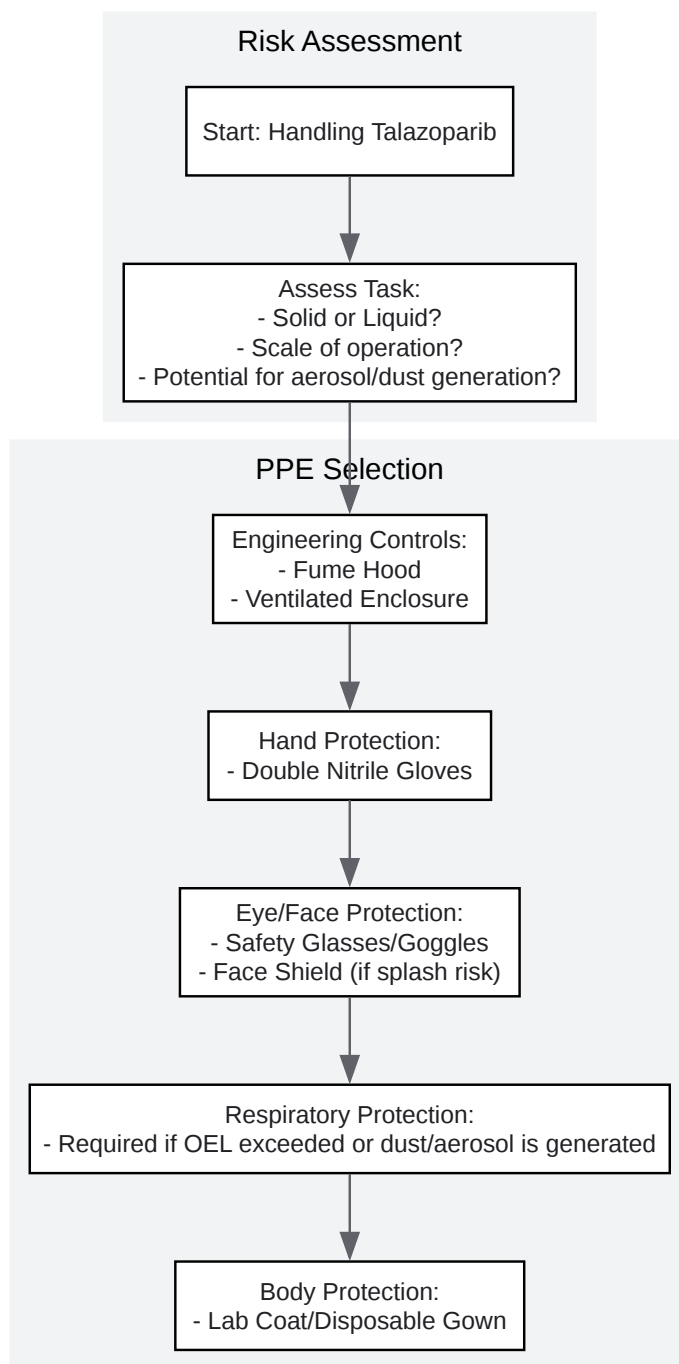 Risk Assessment
Start: Handling Talazoparib
Assess Task:
- Solid or Liquid?
- Scale of operation?
- Potential for aerosol/dust generation?
PPE Selection
Engineering Controls:
- Fume Hood
- Ventilated Enclosure
Hand Protection:
- Double Nitrile Gloves
Eye/Face Protection:
- Safety Glasses/Goggles
- Face Shield (if splash risk)
Respiratory Protection:
- Required if OEL exceeded or dust/aerosol is generated
Body Protection:
- Lab Coat/Disposable Gown